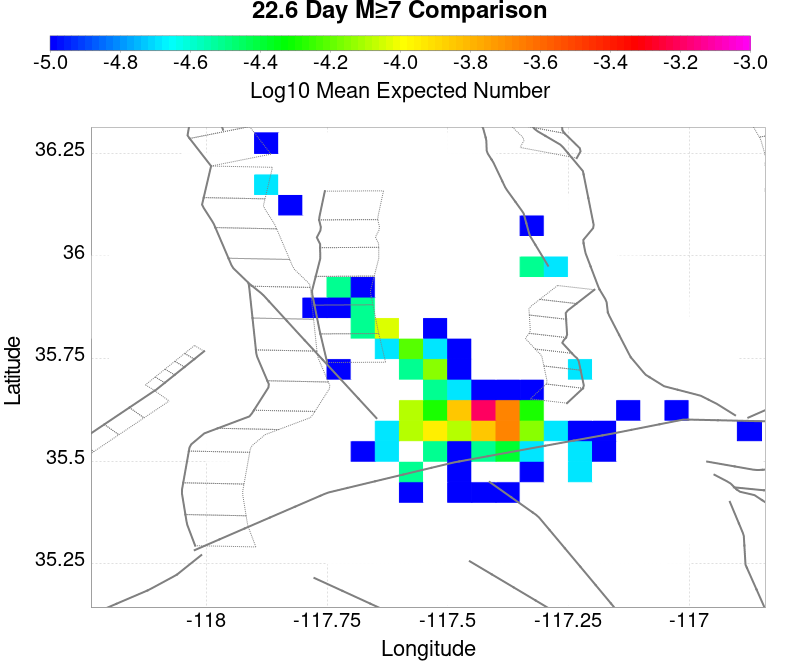 22.6 Day M≥7 Comparison
-5.0 -4.8 -4.6 -4.4 -4.2 -4.0 -3.8 -3.6 -3.4 -3.2 -3.0
Log10 Mean Expected Number
36.25
36
35.75
35.5
35.25
Latitude
-118 -117.75 -117.5 -117.25 -117
Longitude